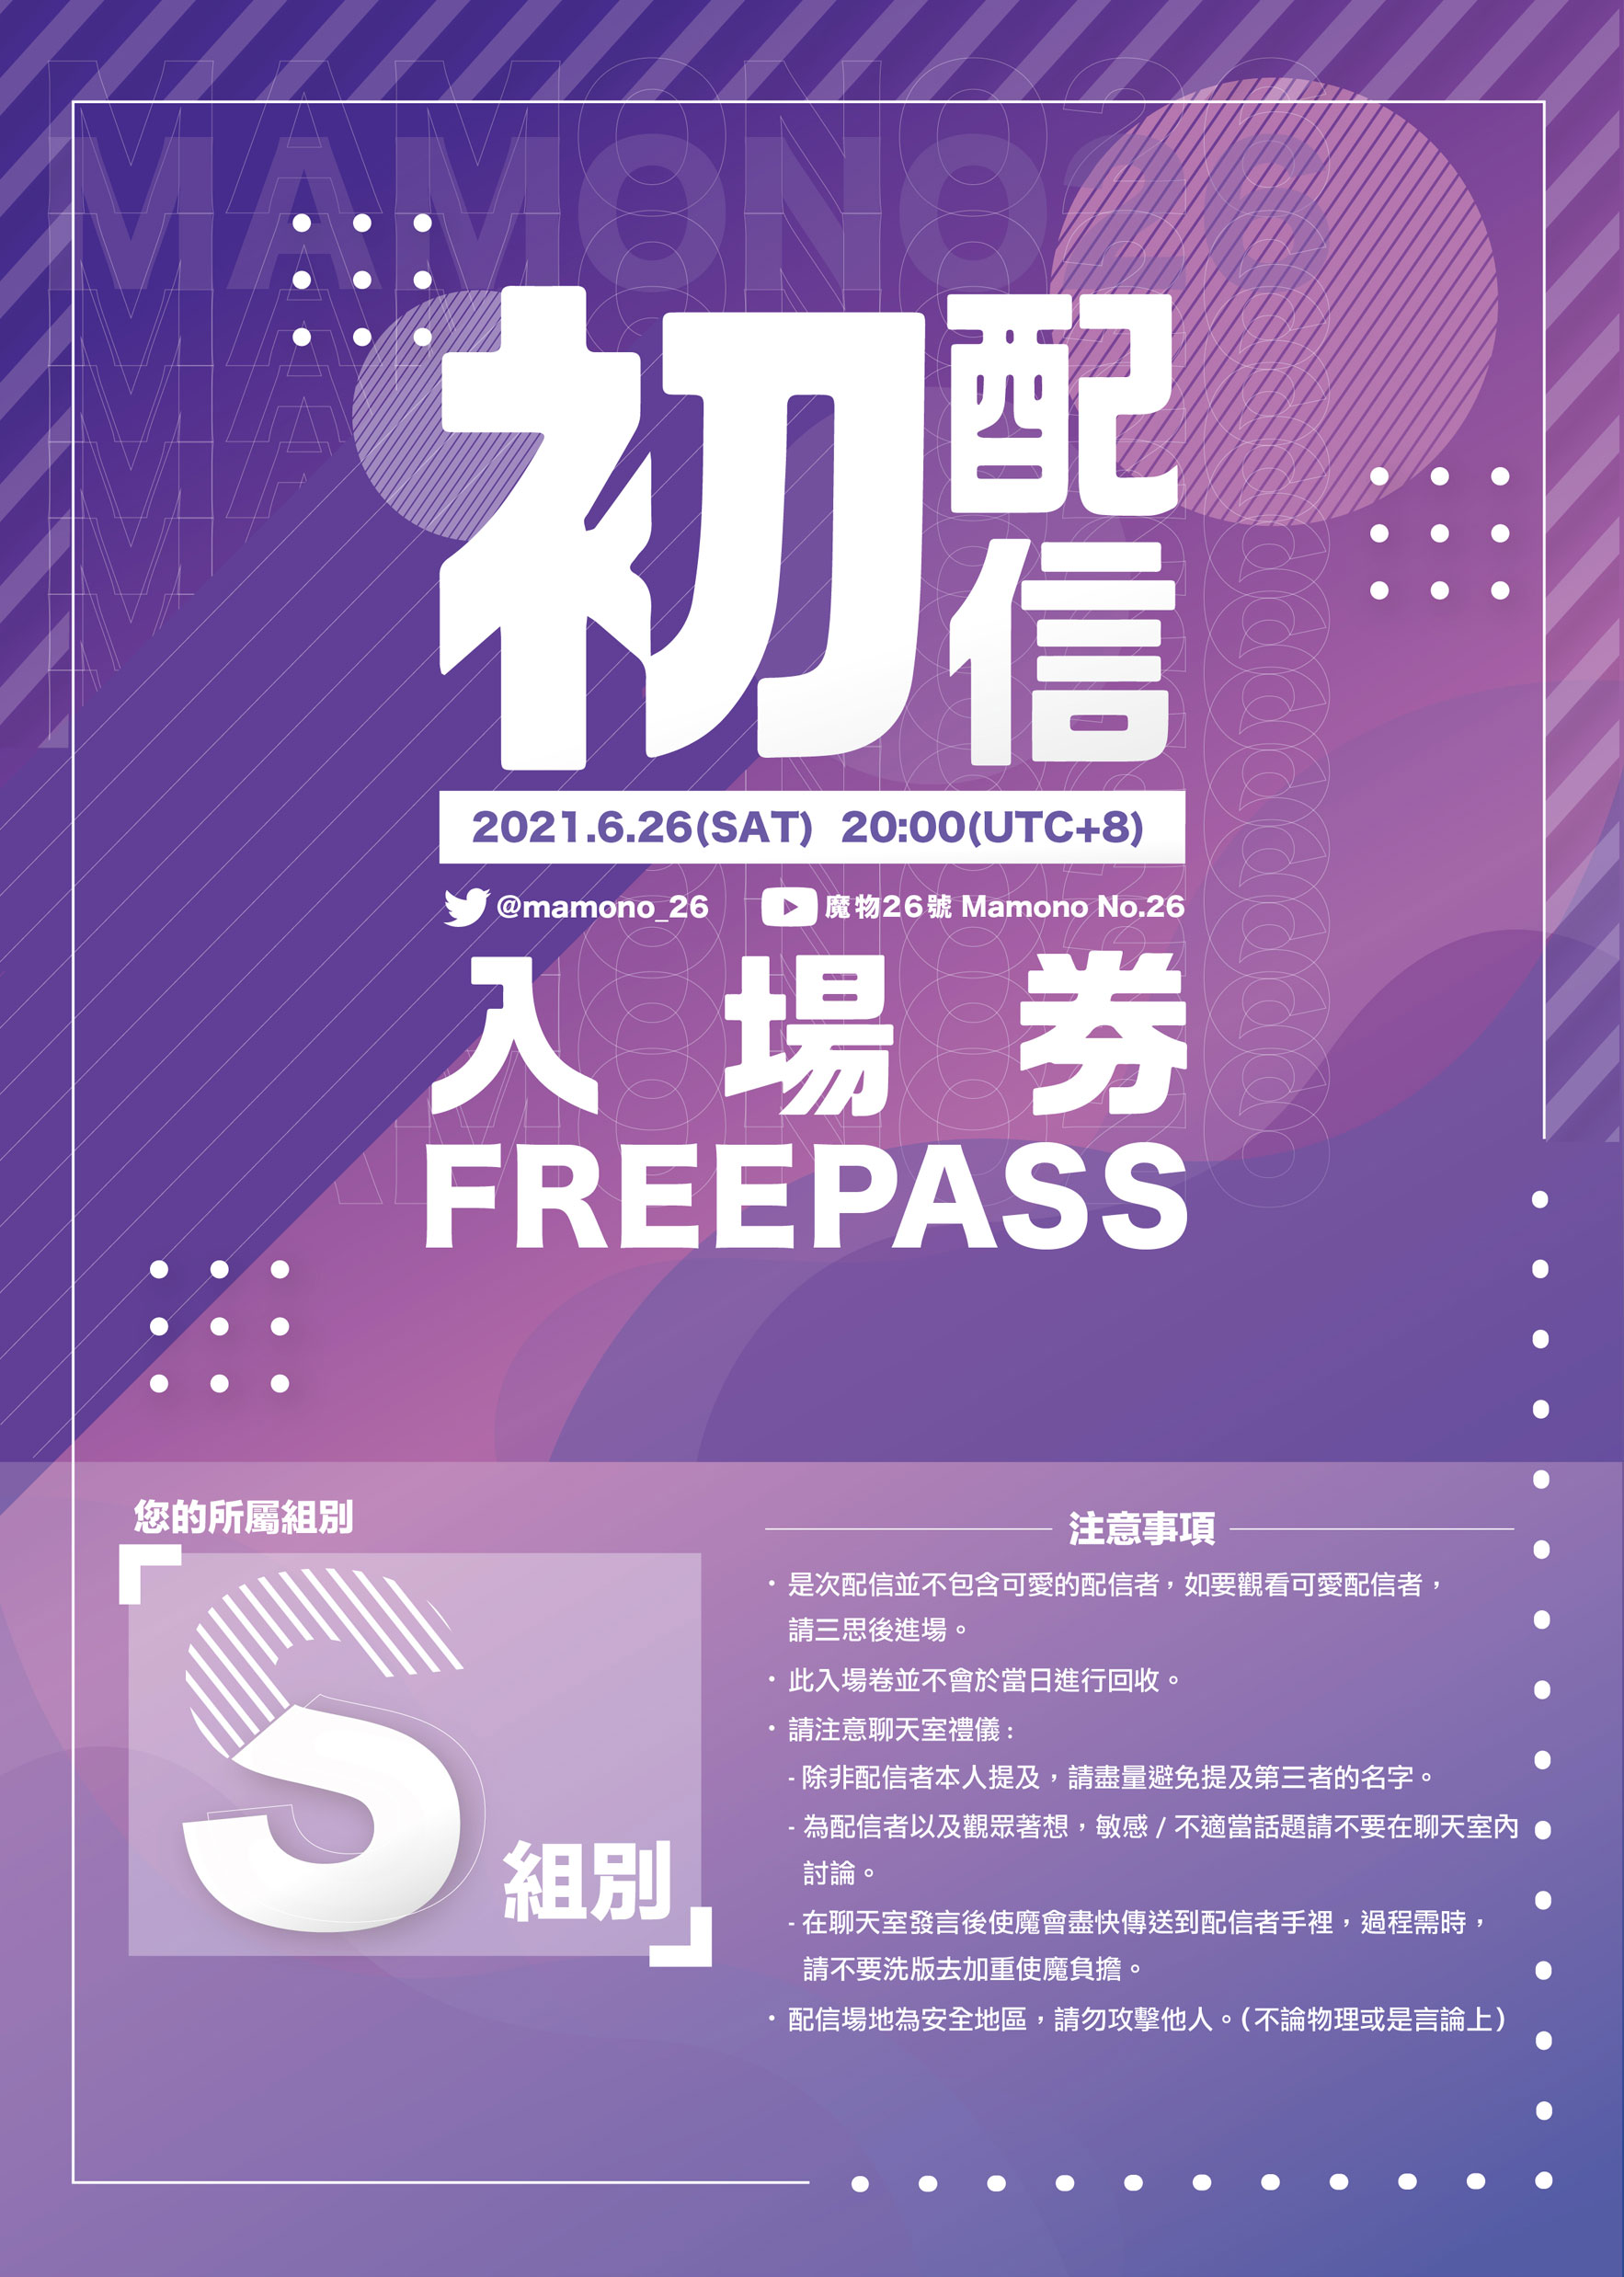 MAMONO26
初配信
2021.6.26(SAT) 20:00(UTC+8)
@mamono_26 魔物26號 Mamono No.26
入場券
FREEPASS
您的所屬組別
S組別
注意事項
・是次配信並不包含可愛的配信者，如要觀看可愛配信者，
請三思後進場。
・此入場卷並不會於當日進行回收。
・請注意聊天室禮儀：
- 除非配信者本人提及，請盡量避免提及第三者的名字。
- 為配信者以及觀眾著想，敏感 / 不適當話題請不要在聊天室內
討論。
- 在聊天室發言後使魔會盡快傳送到配信者手裡，過程需時，
請不要洗版去加重使魔負擔。
・配信場地為安全地區，請勿攻擊他人。(不論物理或是言論上)